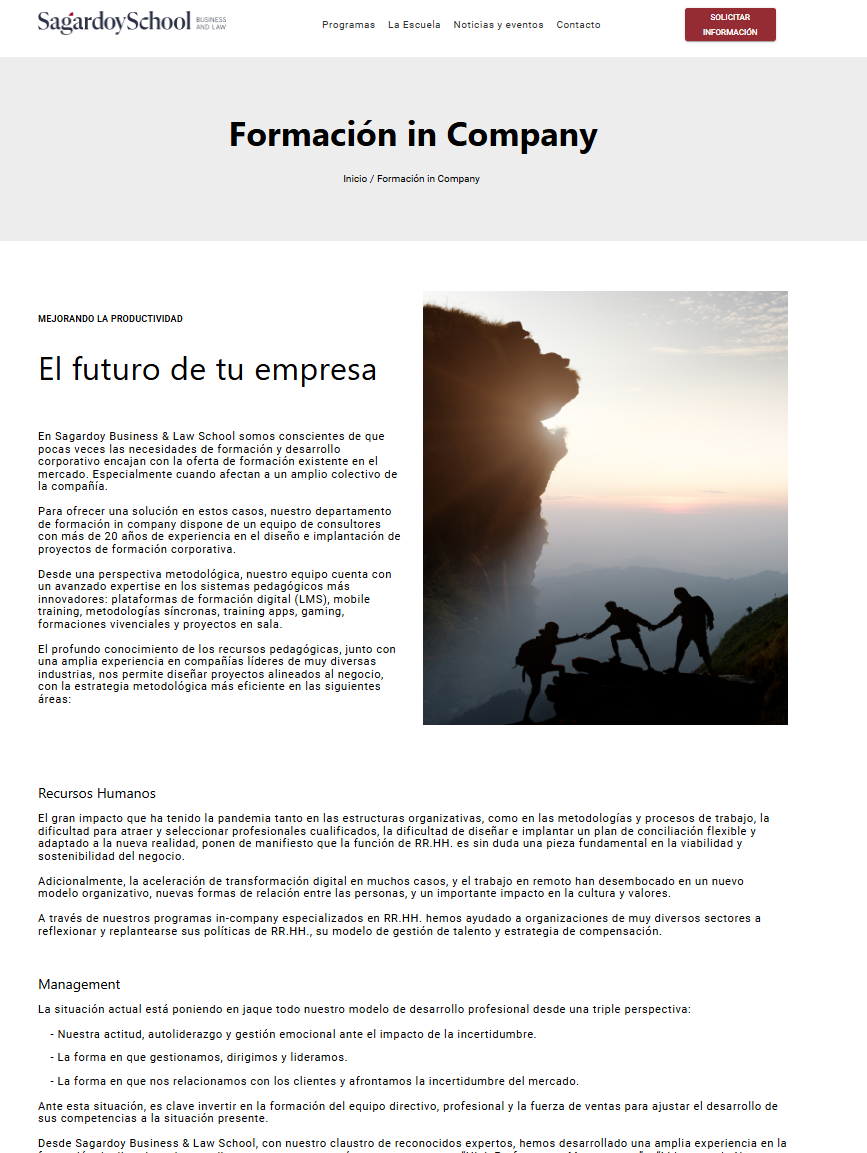 SagardoySchool BUSINESS AND LAW
Programas La Escuela Noticias y eventos Contacto
SOLICITAR
INFORMACIÓN
Formación in Company
Inicio / Formación in Company
MEJORANDO LA PRODUCTIVIDAD
El futuro de tu empresa
En Sagardoy Business & Law School somos conscientes de que
pocas veces las necesidades de formación y desarrollo
corporativo encajan con la oferta de formación existente en el
mercado. Especialmente cuando afectan a un amplio colectivo de
la compañía.
Para ofrecer una solución en estos casos, nuestro departamento
de formación in company dispone de un equipo de consultores
con más de 20 años de experiencia en el diseño e implantación de
proyectos de formación corporativa.
Desde una perspectiva metodológica, nuestro equipo cuenta con
un avanzado expertise en los sistemas pedagógicos más
innovadores: plataformas de formación digital (LMS), mobile
training, metodologías síncronas, training apps, gaming,
formaciones vivenciales y proyectos en sala.
El profundo conocimiento de los recursos pedagógicas, junto con
una amplia experiencia en compañías líderes de muy diversas
industrias, nos permite diseñar proyectos alineados al negocio,
con la estrategia metodológica más eficiente en las siguientes
áreas:
Recursos Humanos
El gran impacto que ha tenido la pandemia tanto en las estructuras organizativas, como en las metodologías y procesos de trabajo, la
dificultad para atraer y seleccionar profesionales cualificados, la dificultad de diseñar e implantar un plan de conciliación flexible y
adaptado a la nueva realidad, ponen de manifiesto que la función de RR.HH. es sin duda una pieza fundamental en la viabilidad y
sostenibilidad del negocio.
Adicionalmente, la aceleración de transformación digital en muchos casos, y el trabajo en remoto han desembocado en un nuevo
modelo organizativo, nuevas formas de relación entre las personas, y un importante impacto en la cultura y valores.
A través de nuestros programas in-company especializados en RR.HH. hemos ayudado a organizaciones de muy diversos sectores a
reflexionar y replantearse sus políticas de RR.HH., su modelo de gestión de talento y estrategia de compensación.
Management
La situación actual está poniendo en jaque todo nuestro modelo de desarrollo profesional desde una triple perspectiva:
- Nuestra actitud, autoliderazgo y gestión emocional ante el impacto de la incertidumbre.
- La forma en que gestionamos, dirigimos y lideramos.
- La forma en que nos relacionamos con los clientes y afrontamos la incertidumbre del mercado.
Ante esta situación, es clave invertir en la formación del equipo directivo, profesional y la fuerza de ventas para ajustar el desarrollo de
sus competencias a la situación presente.
Desde Sagardoy Business & Law School, con nuestro claustro de reconocidos expertos, hemos desarrollado una amplia experiencia en la